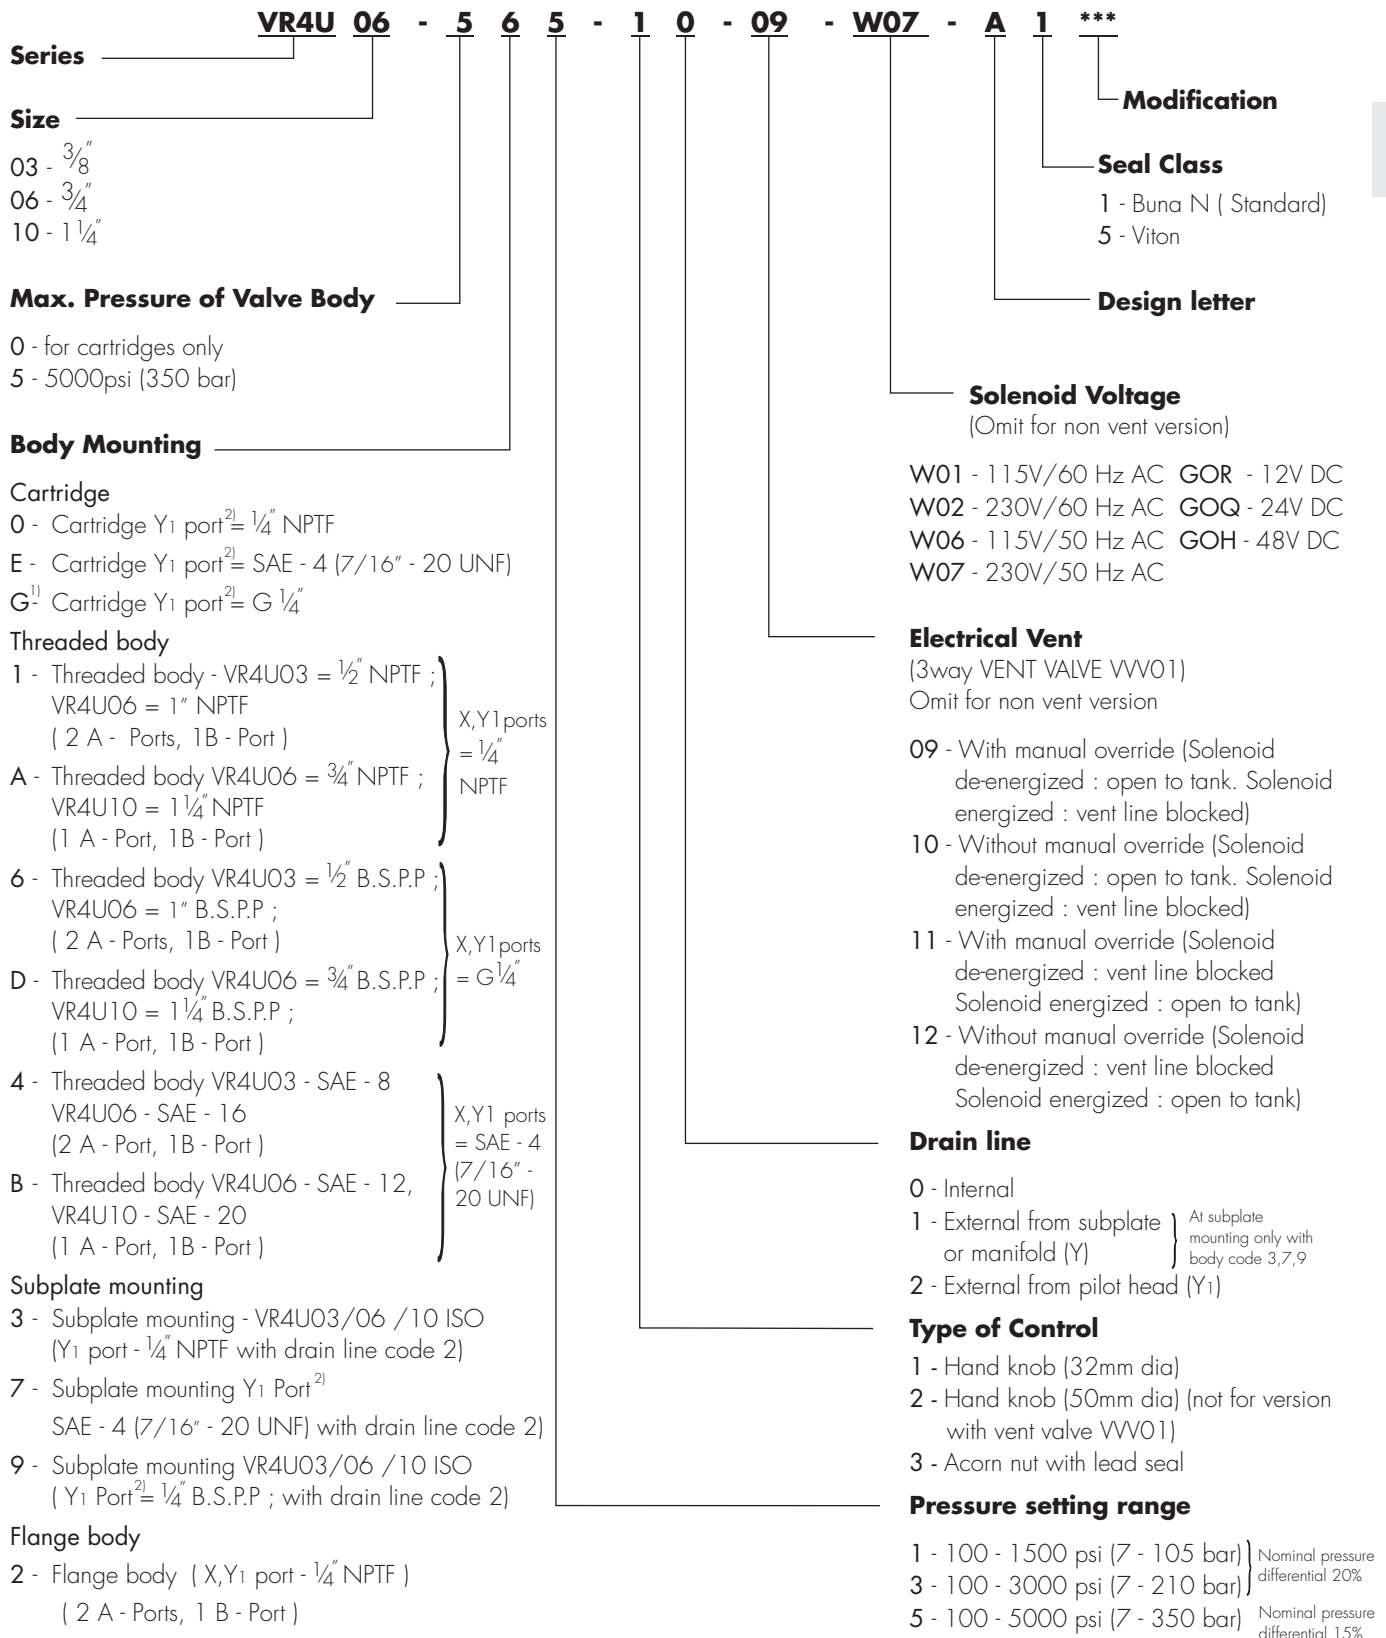 VR4U 06 - 5 6 5 - 1 0 - 09 - W07 - A 1 ***
Series
Size
03 - 3/8"
06 - 3/4"
10 - 1 1/4"
Max. Pressure of Valve Body
0 - for cartridges only
5 - 5000psi (350 bar)
Body Mounting
Cartridge
0 - Cartridge Y1 port 2) = 1/4" NPTF
E - Cartridge Y1 port 2) = SAE - 4 (7/16" - 20 UNF)
G 1) - Cartridge Y1 port 2) = G 1/4"
Threaded body
1 - Threaded body - VR4U03 = 1/2" NPTF ;
VR4U06 = 1" NPTF
( 2 A - Ports, 1B - Port )
A - Threaded body VR4U06 = 3/4" NPTF ;
VR4U10 = 1 1/4" NPTF
(1 A - Port, 1B - Port )
X,Y1ports
= 1/4"
NPTF
6 - Threaded body VR4U03 = 1/2" B.S.P.P ;
VR4U06 = 1" B.S.P.P ;
( 2 A - Ports, 1B - Port )
D - Threaded body VR4U06 = 3/4" B.S.P.P ;
VR4U10 = 1 1/4" B.S.P.P ;
(1 A - Port, 1B - Port )
X,Y1ports
= G 1/4"
4 - Threaded body VR4U03 - SAE - 8
VR4U06 - SAE - 16
(2 A - Port, 1B - Port )
B - Threaded body VR4U06 - SAE - 12,
VR4U10 - SAE - 20
(1 A - Port, 1B - Port )
X,Y1 ports
= SAE - 4
(7/16" -
20 UNF)
Subplate mounting
3 - Subplate mounting - VR4U03/06 /10 ISO
(Y1 port - 1/4" NPTF with drain line code 2)
7 - Subplate mounting Y1 Port 2)
SAE - 4 (7/16" - 20 UNF) with drain line code 2)
9 - Subplate mounting VR4U03/06 /10 ISO
( Y1 Port 2) = 1/4" B.S.P.P ; with drain line code 2)
Flange body
2 - Flange body ( X,Y1 port - 1/4" NPTF )
( 2 A - Ports, 1 B - Port )
Modification
Seal Class
1 - Buna N ( Standard)
5 - Viton
Design letter
Solenoid Voltage
(Omit for non vent version)
W01 - 115V/60 Hz AC GOR - 12V DC
W02 - 230V/60 Hz AC GOQ - 24V DC
W06 - 115V/50 Hz AC GOH - 48V DC
W07 - 230V/50 Hz AC
Electrical Vent
(3way VENT VALVE VVV01)
Omit for non vent version
09 - With manual override (Solenoid
de-energized : open to tank. Solenoid
energized : vent line blocked)
10 - Without manual override (Solenoid
de-energized : open to tank. Solenoid
energized : vent line blocked)
11 - With manual override (Solenoid
de-energized : vent line blocked
Solenoid energized : open to tank)
12 - Without manual override (Solenoid
de-energized : vent line blocked
Solenoid energized : open to tank)
Drain line
0 - Internal
1 - External from subplate
or manifold (Y)
At subplate
mounting only with
body code 3,7,9
2 - External from pilot head (Y1)
Type of Control
1 - Hand knob (32mm dia)
2 - Hand knob (50mm dia) (not for version
with vent valve VVV01)
3 - Acorn nut with lead seal
Pressure setting range
1 - 100 - 1500 psi (7 - 105 bar)
3 - 100 - 3000 psi (7 - 210 bar)
Nominal pressure
differential 20%
5 - 100 - 5000 psi (7 - 350 bar)
Nominal pressure
differential 15%